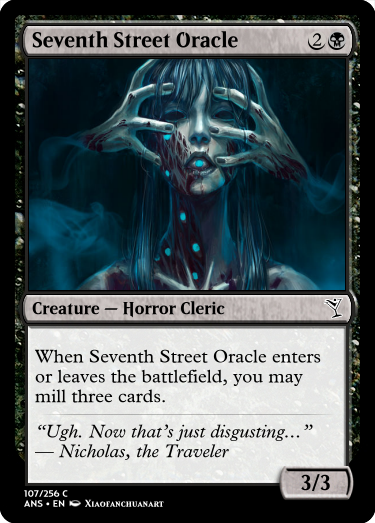 Seventh Street Oracle 2
Creature — Horror Cleric
When Seventh Street Oracle enters
or leaves the battlefield, you may
mill three cards.
“Ugh. Now that’s just disgusting…”
— Nicholas, the Traveler
3/3
107/256 C
ANS • EN XIAOFANCHUANART